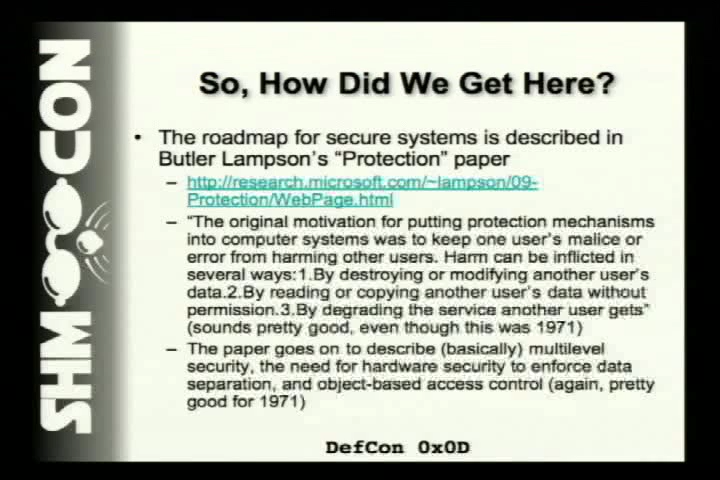 SHMOOCON
So, How Did We Get Here?
• The roadmap for secure systems is described in
Butler Lampson's "Protection" paper
– http://research.microsoft.com/~lampson/09-
Protection/WebPage.html
– "The original motivation for putting protection mechanisms
into computer systems was to keep one user's malice or
error from harming other users. Harm can be inflicted in
several ways:1.By destroying or modifying another user's
data.2.By reading or copying another user's data without
permission.3.By degrading the service another user gets"
(sounds pretty good, even though this was 1971)
– The paper goes on to describe (basically) multilevel
security, the need for hardware security to enforce data
separation, and object-based access control (again, pretty
good for 1971)
DefCon 0x0D